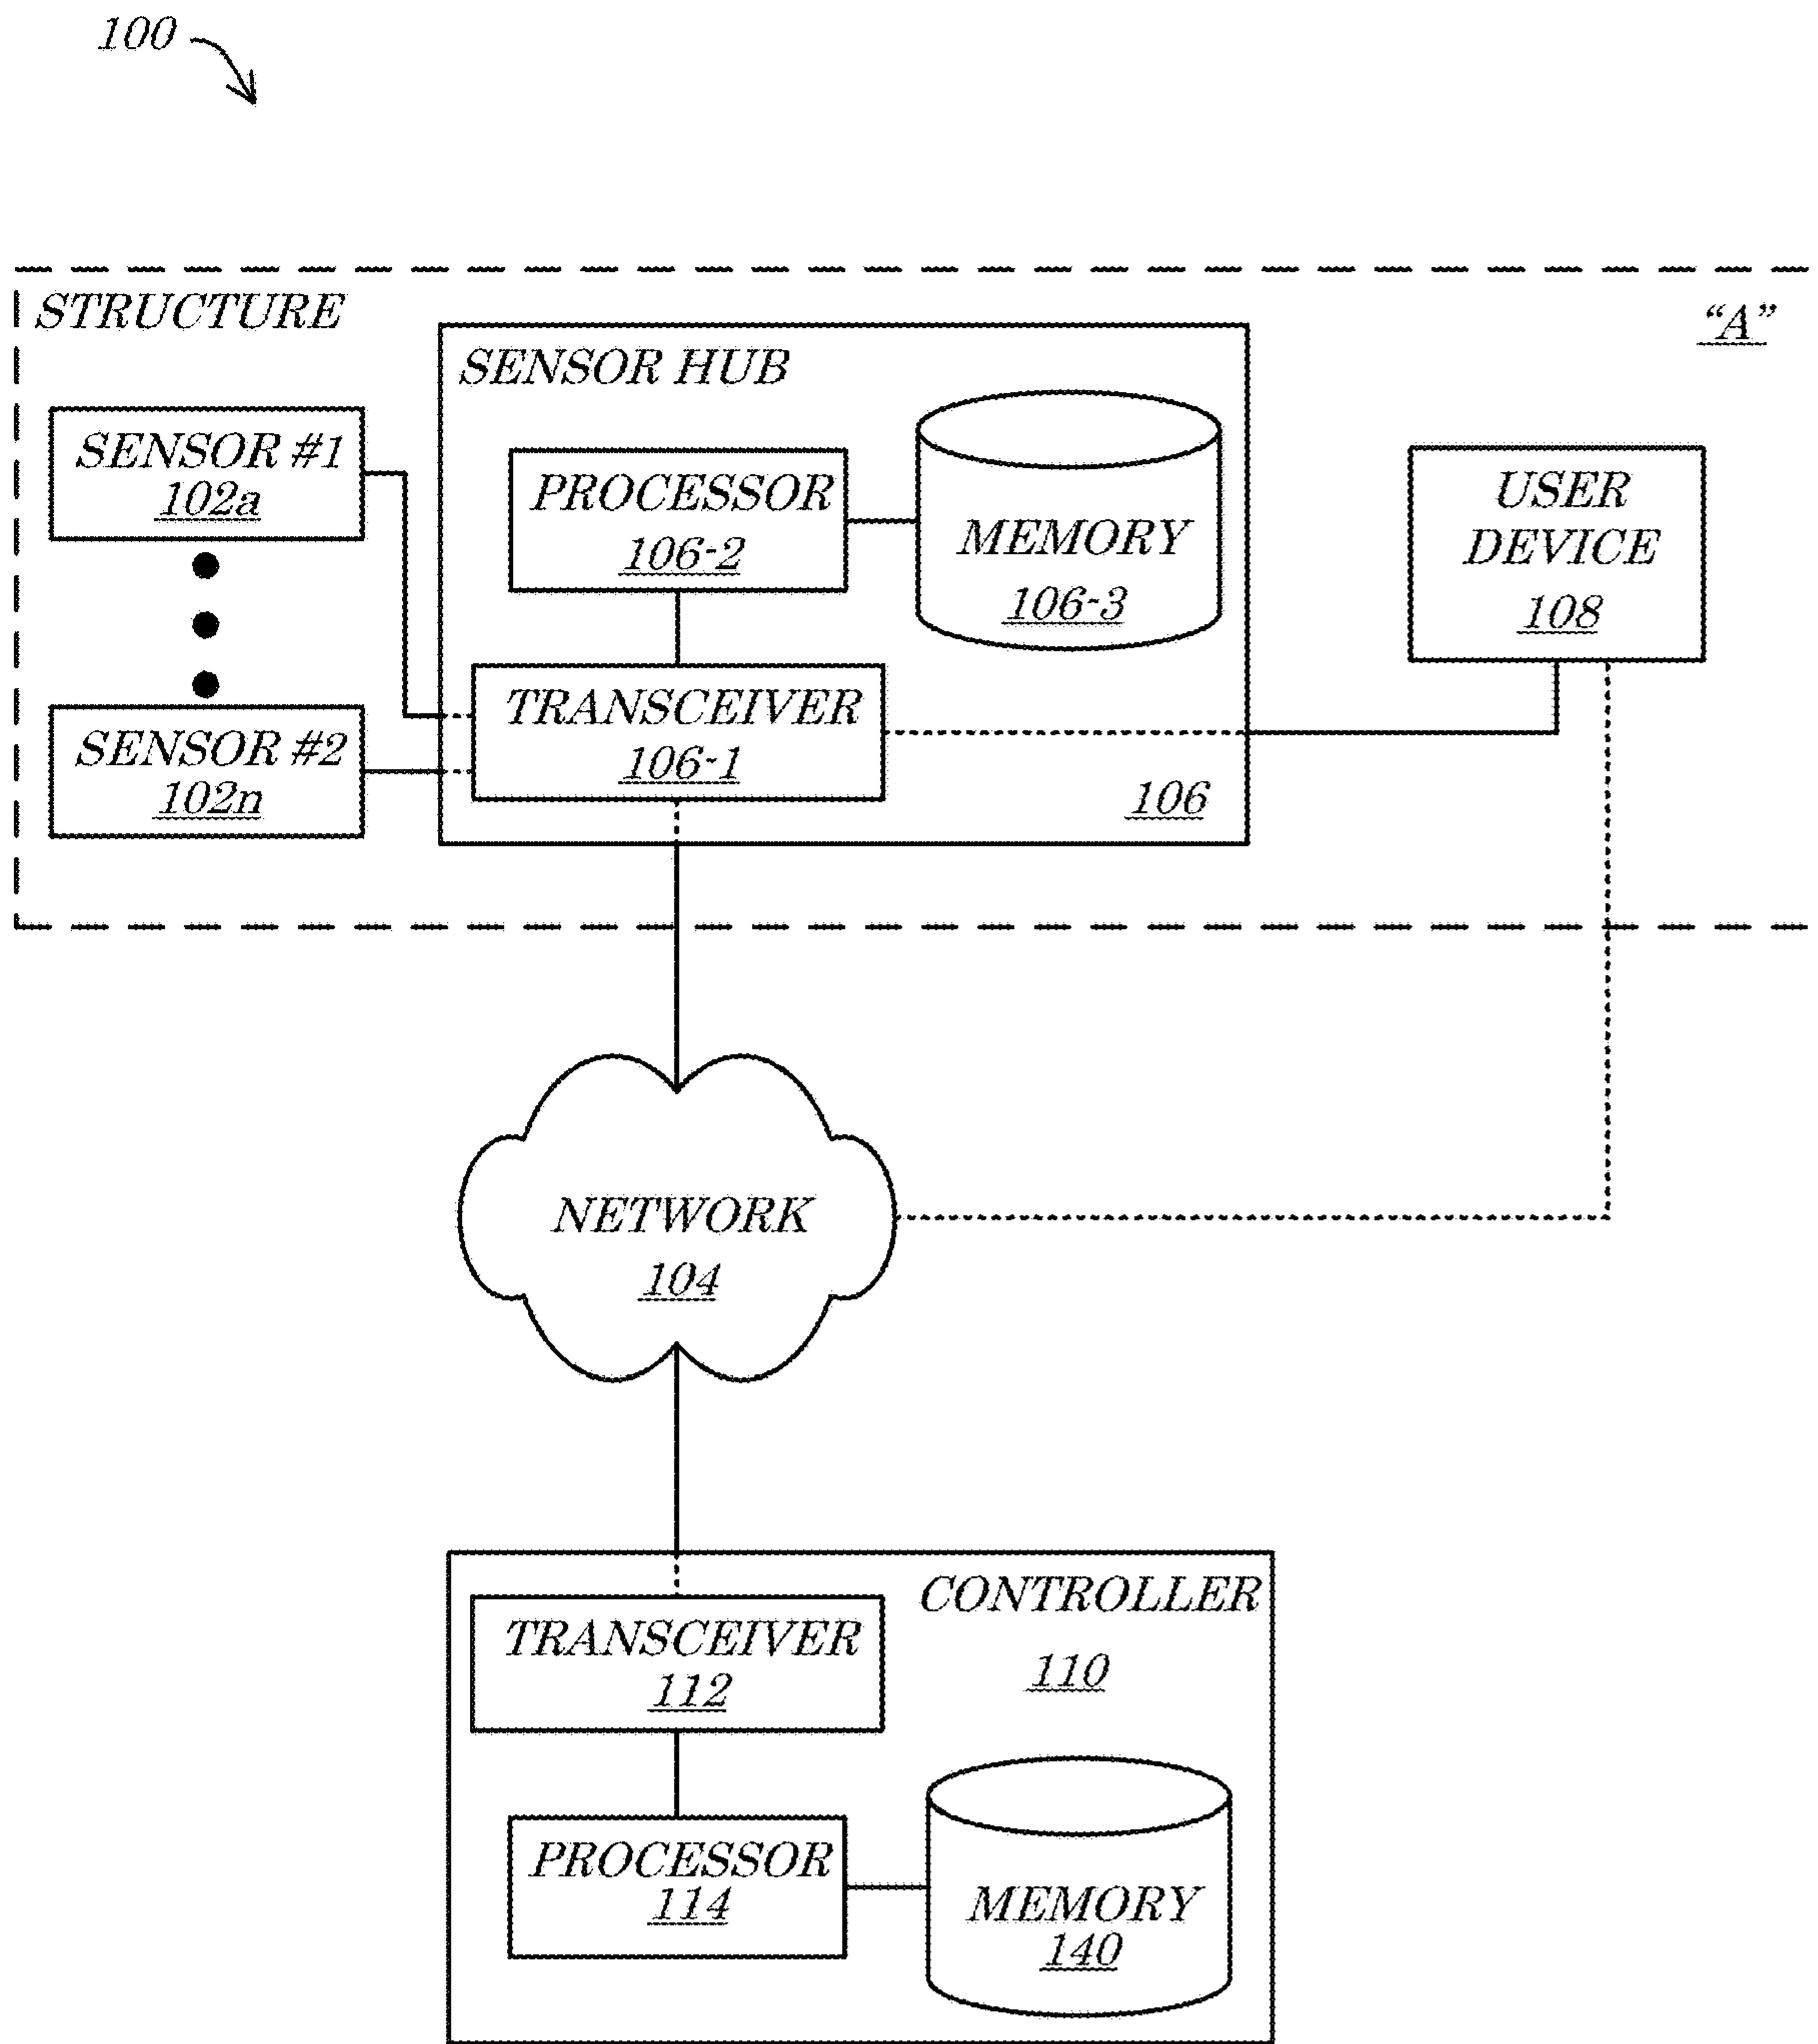 100
STRUCTURE
"A"
SENSOR HUB
SENSOR #1
102a
PROCESSOR
106-2
MEMORY
106-3
USER
DEVICE
108
SENSOR #2
102n
TRANSCEIVER
106-1
106
NETWORK
104
CONTROLLER
110
TRANSCEIVER
112
PROCESSOR
114
MEMORY
140